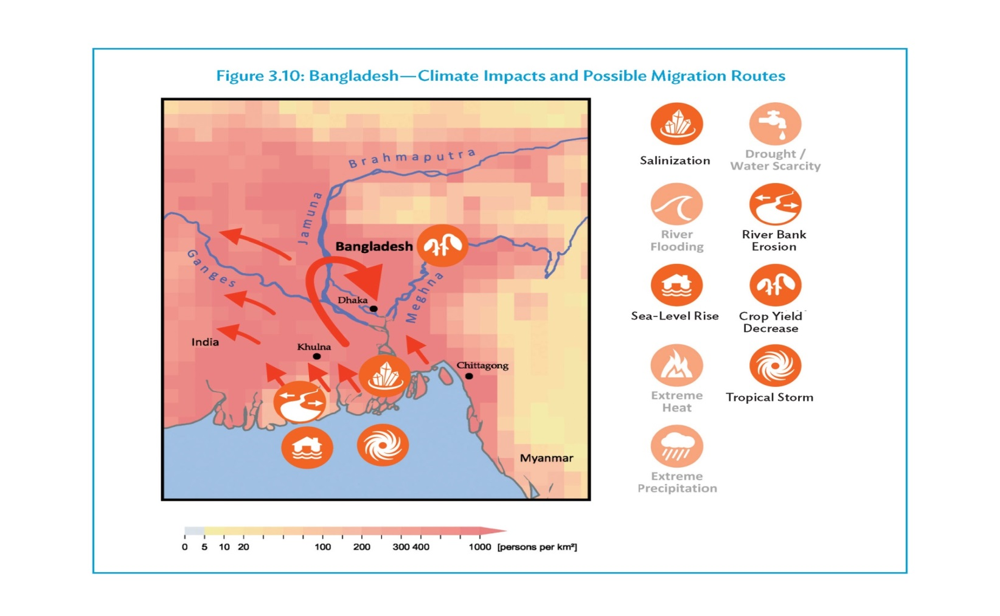 Figure 3.10: Bangladesh—Climate Impacts and Possible Migration Routes
Brahmaputra
Jamuna
Ganges
Bangladesh
Meghna
Dhaka
India
Khulna
Chittagong
Myanmar
Salinization
Drought /
Water Scarcity
River
Flooding
River Bank
Erosion
Sea-Level Rise
Crop Yield
Decrease
Extreme
Heat
Tropical Storm
Extreme
Precipitation
0 5 10 20 100 200 300 400 1000 [persons per km²]